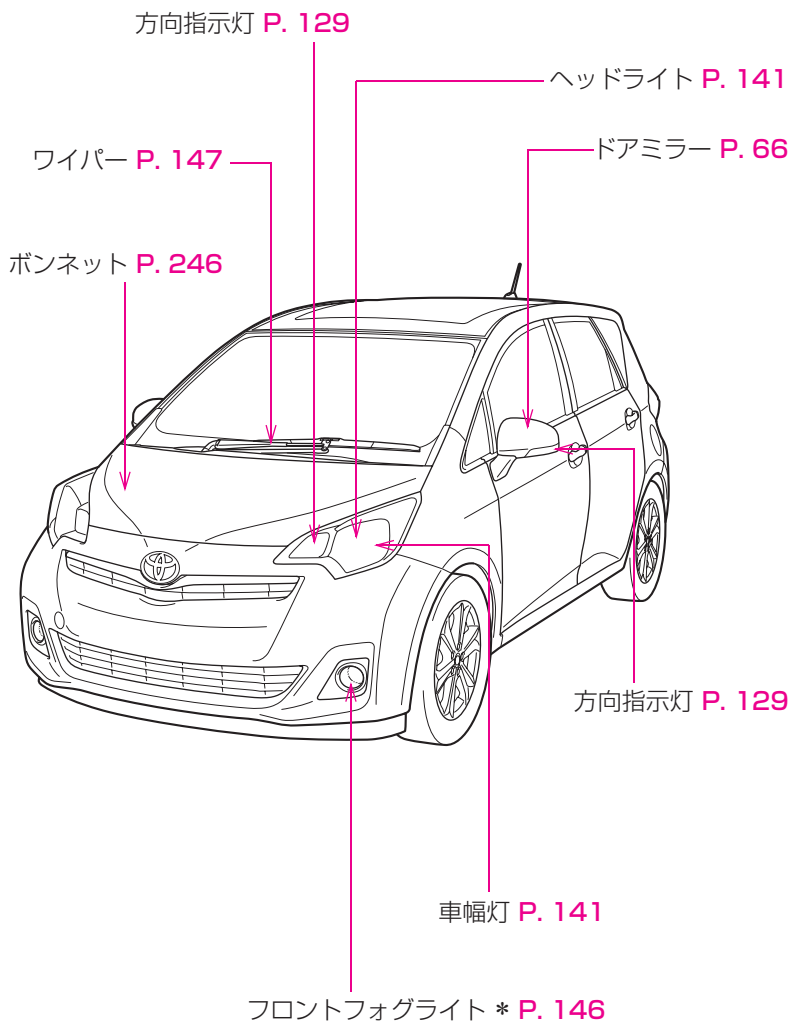 方向指示灯 P. 129
ヘッドライト P. 141
ドアミラー P. 66
ワイパー P. 147
ボンネット P. 246
方向指示灯 P. 129
車幅灯 P. 141
フロントフォグライト * P. 146